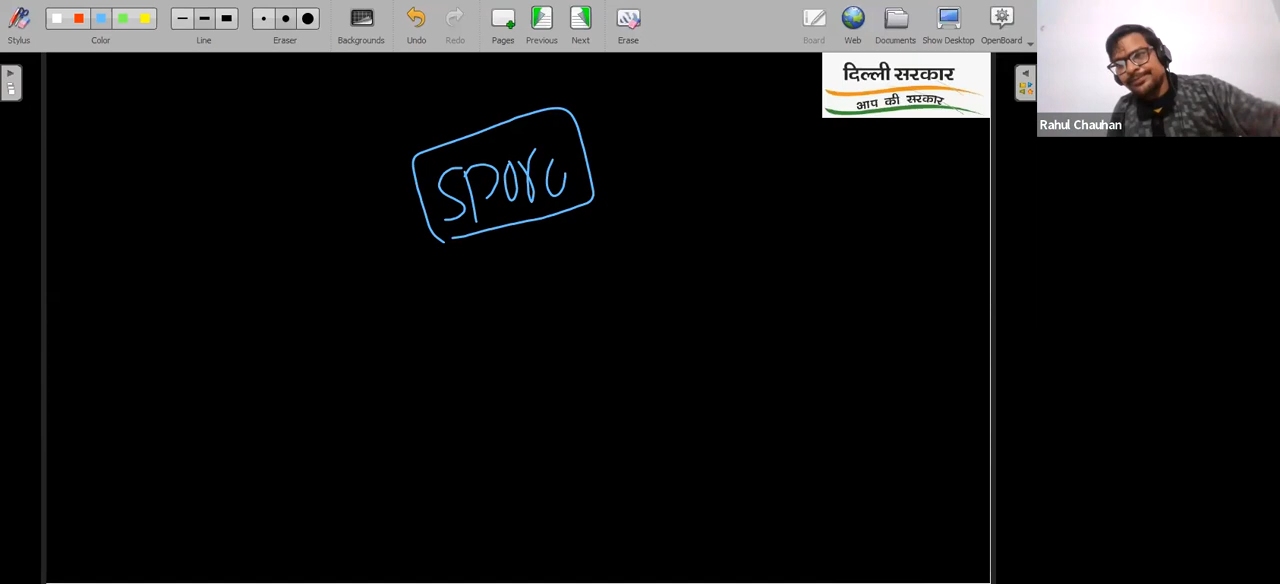 Stylus
Color
Line
Eraser
Backgrounds
Undo
Redo
Pages
Previous
Next
Erase
Board
Web
Documents
Show Desktop
OpenBoard
दिल्ली सरकार
आप की सरकार
Rahul Chauhan